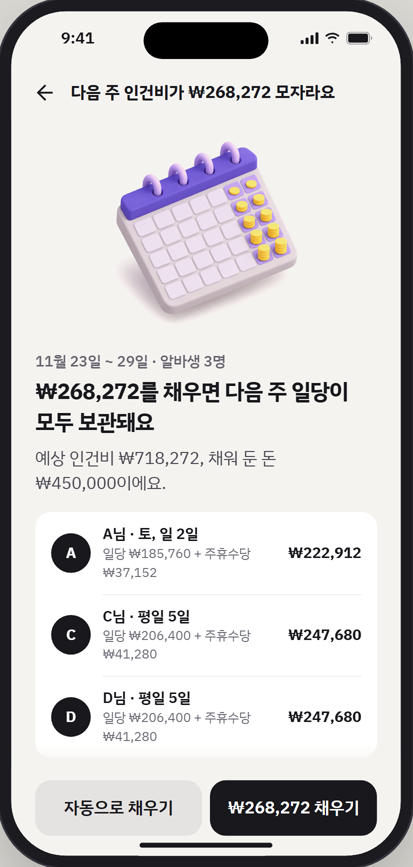 9:41
다음 주 인건비가 ₩268,272 모자라요
11월 23일 ~ 29일 · 알바생 3명
₩268,272를 채우면 다음 주 일당이
모두 보관돼요
예상 인건비 ₩718,272, 채워 둔 돈
₩450,000이에요.
A
A님 · 토, 일 2일
일당 ₩185,760 + 주휴수당
₩37,152
₩222,912
C
C님 · 평일 5일
일당 ₩206,400 + 주휴수당
₩41,280
₩247,680
D
D님 · 평일 5일
일당 ₩206,400 + 주휴수당
₩41,280
₩247,680
자동으로 채우기
₩268,272 채우기